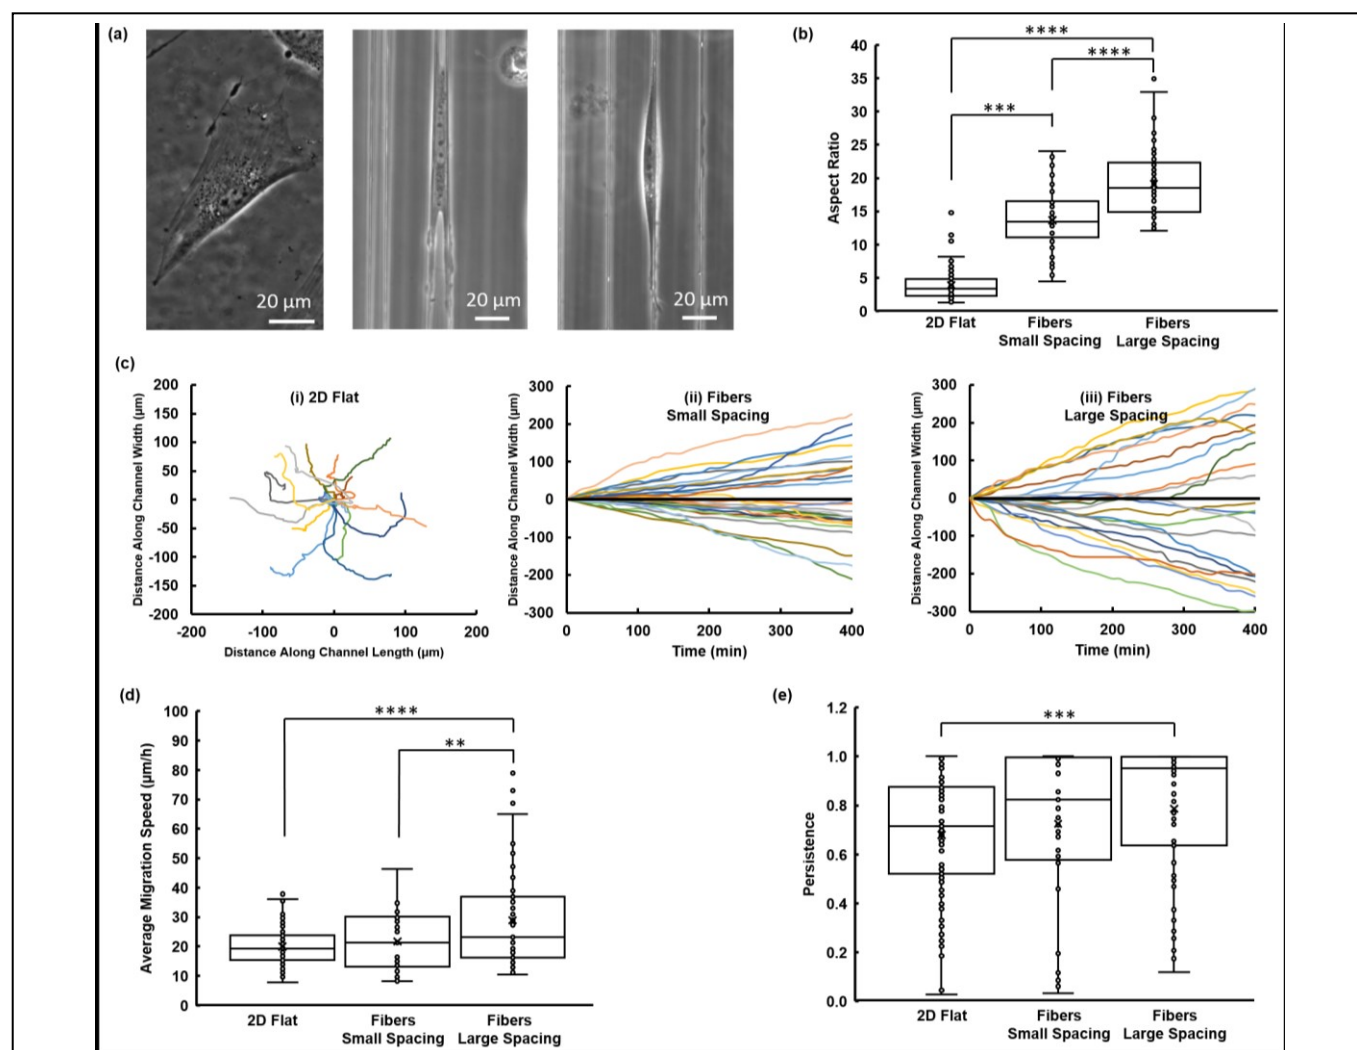 (a)
20 µm
20 µm
20 µm
(b)
****
****
***
40
35
30
25
20
15
10
5
0
Aspect Ratio
2D Flat
Fibers
Small Spacing
Fibers
Large Spacing
(c)
(i) 2D Flat
200
150
100
50
0
-50
-100
-150
-200
Distance Along Channel Width (µm)
-200 -100 0 100 200
Distance Along Channel Length (µm)
(ii) Fibers
Small Spacing
300
200
100
0
-100
-200
-300
Distance Along Channel Width (µm)
0 100 200 300 400
Time (min)
(iii) Fibers
Large Spacing
300
200
100
0
-100
-200
-300
Distance Along Channel Width (µm)
0 100 200 300 400
Time (min)
(d)
****
**
100
90
80
70
60
50
40
30
20
10
0
Average Migration Speed (µm/h)
2D Flat
Fibers
Small Spacing
Fibers
Large Spacing
(e)
***
1.2
1.0
0.8
0.6
0.4
0.2
0.0
Persistence
2D Flat
Fibers
Small Spacing
Fibers
Large Spacing